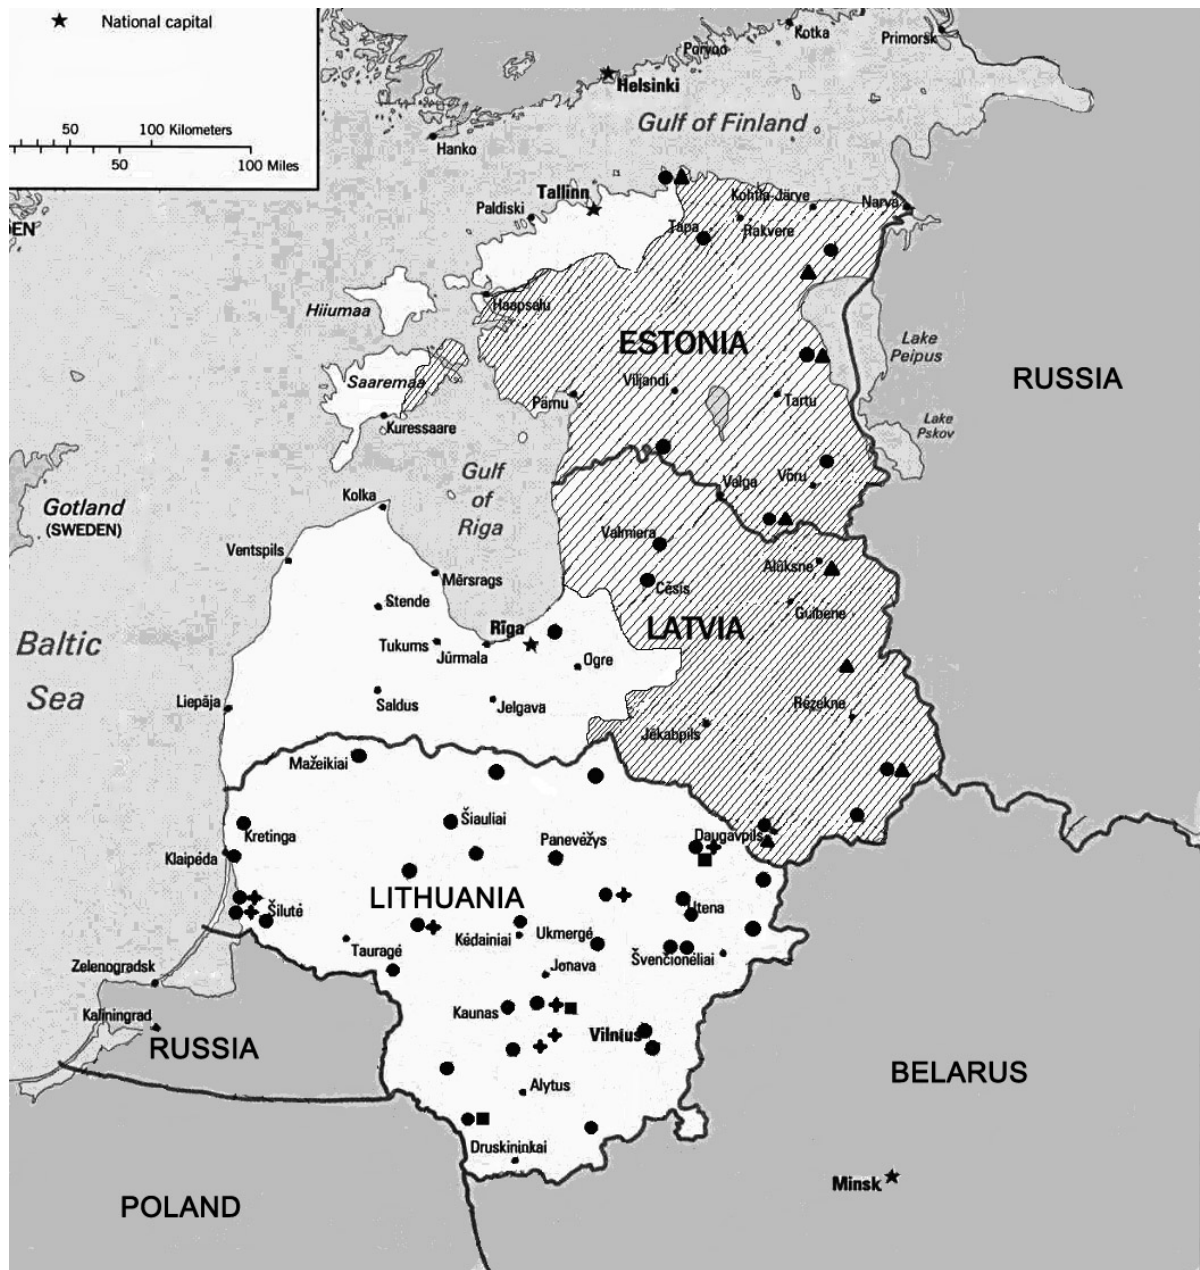 National capital
50 100 Kilometers
50 100 Miles
Kotka
Primorsk
Porvoo
Helsinki
Gulf of Finland
Hanko
Tallinn
Paldiski
Kohtla-Järve
Narva
DEN
Tapa
Rakvere
Haapsalu
Hiiumaa
ESTONIA
Lake
Peipus
RUSSIA
Saaremaa
Viljandi
Tartu
Pärnu
Kuressaare
Lake
Pskov
Gulf
of
Riga
Võru
Valga
Kolka
Gotland
(SWEDEN)
Valmiera
Ventspils
Alūksne
Mērsrags
Cēsis
Stende
Gulbene
Rīga
LATVIA
Baltic
Sea
Tukums
Jūrmala
Ogre
Liepāja
Saldus
Jelgava
Rēzekne
Jēkabpils
Mažeikiai
Šiauliai
Kretinga
Panevėžys
Daugavpils
Klaipėda
LITHUANIA
Utena
Šilutė
Tauragė
Kėdainiai
Ukmergė
Švenčionėliai
Zelenogradsk
Jonava
Kaliningrad
Kaunas
Vilnius
RUSSIA
BELARUS
Alytus
Druskininkai
Minsk
POLAND